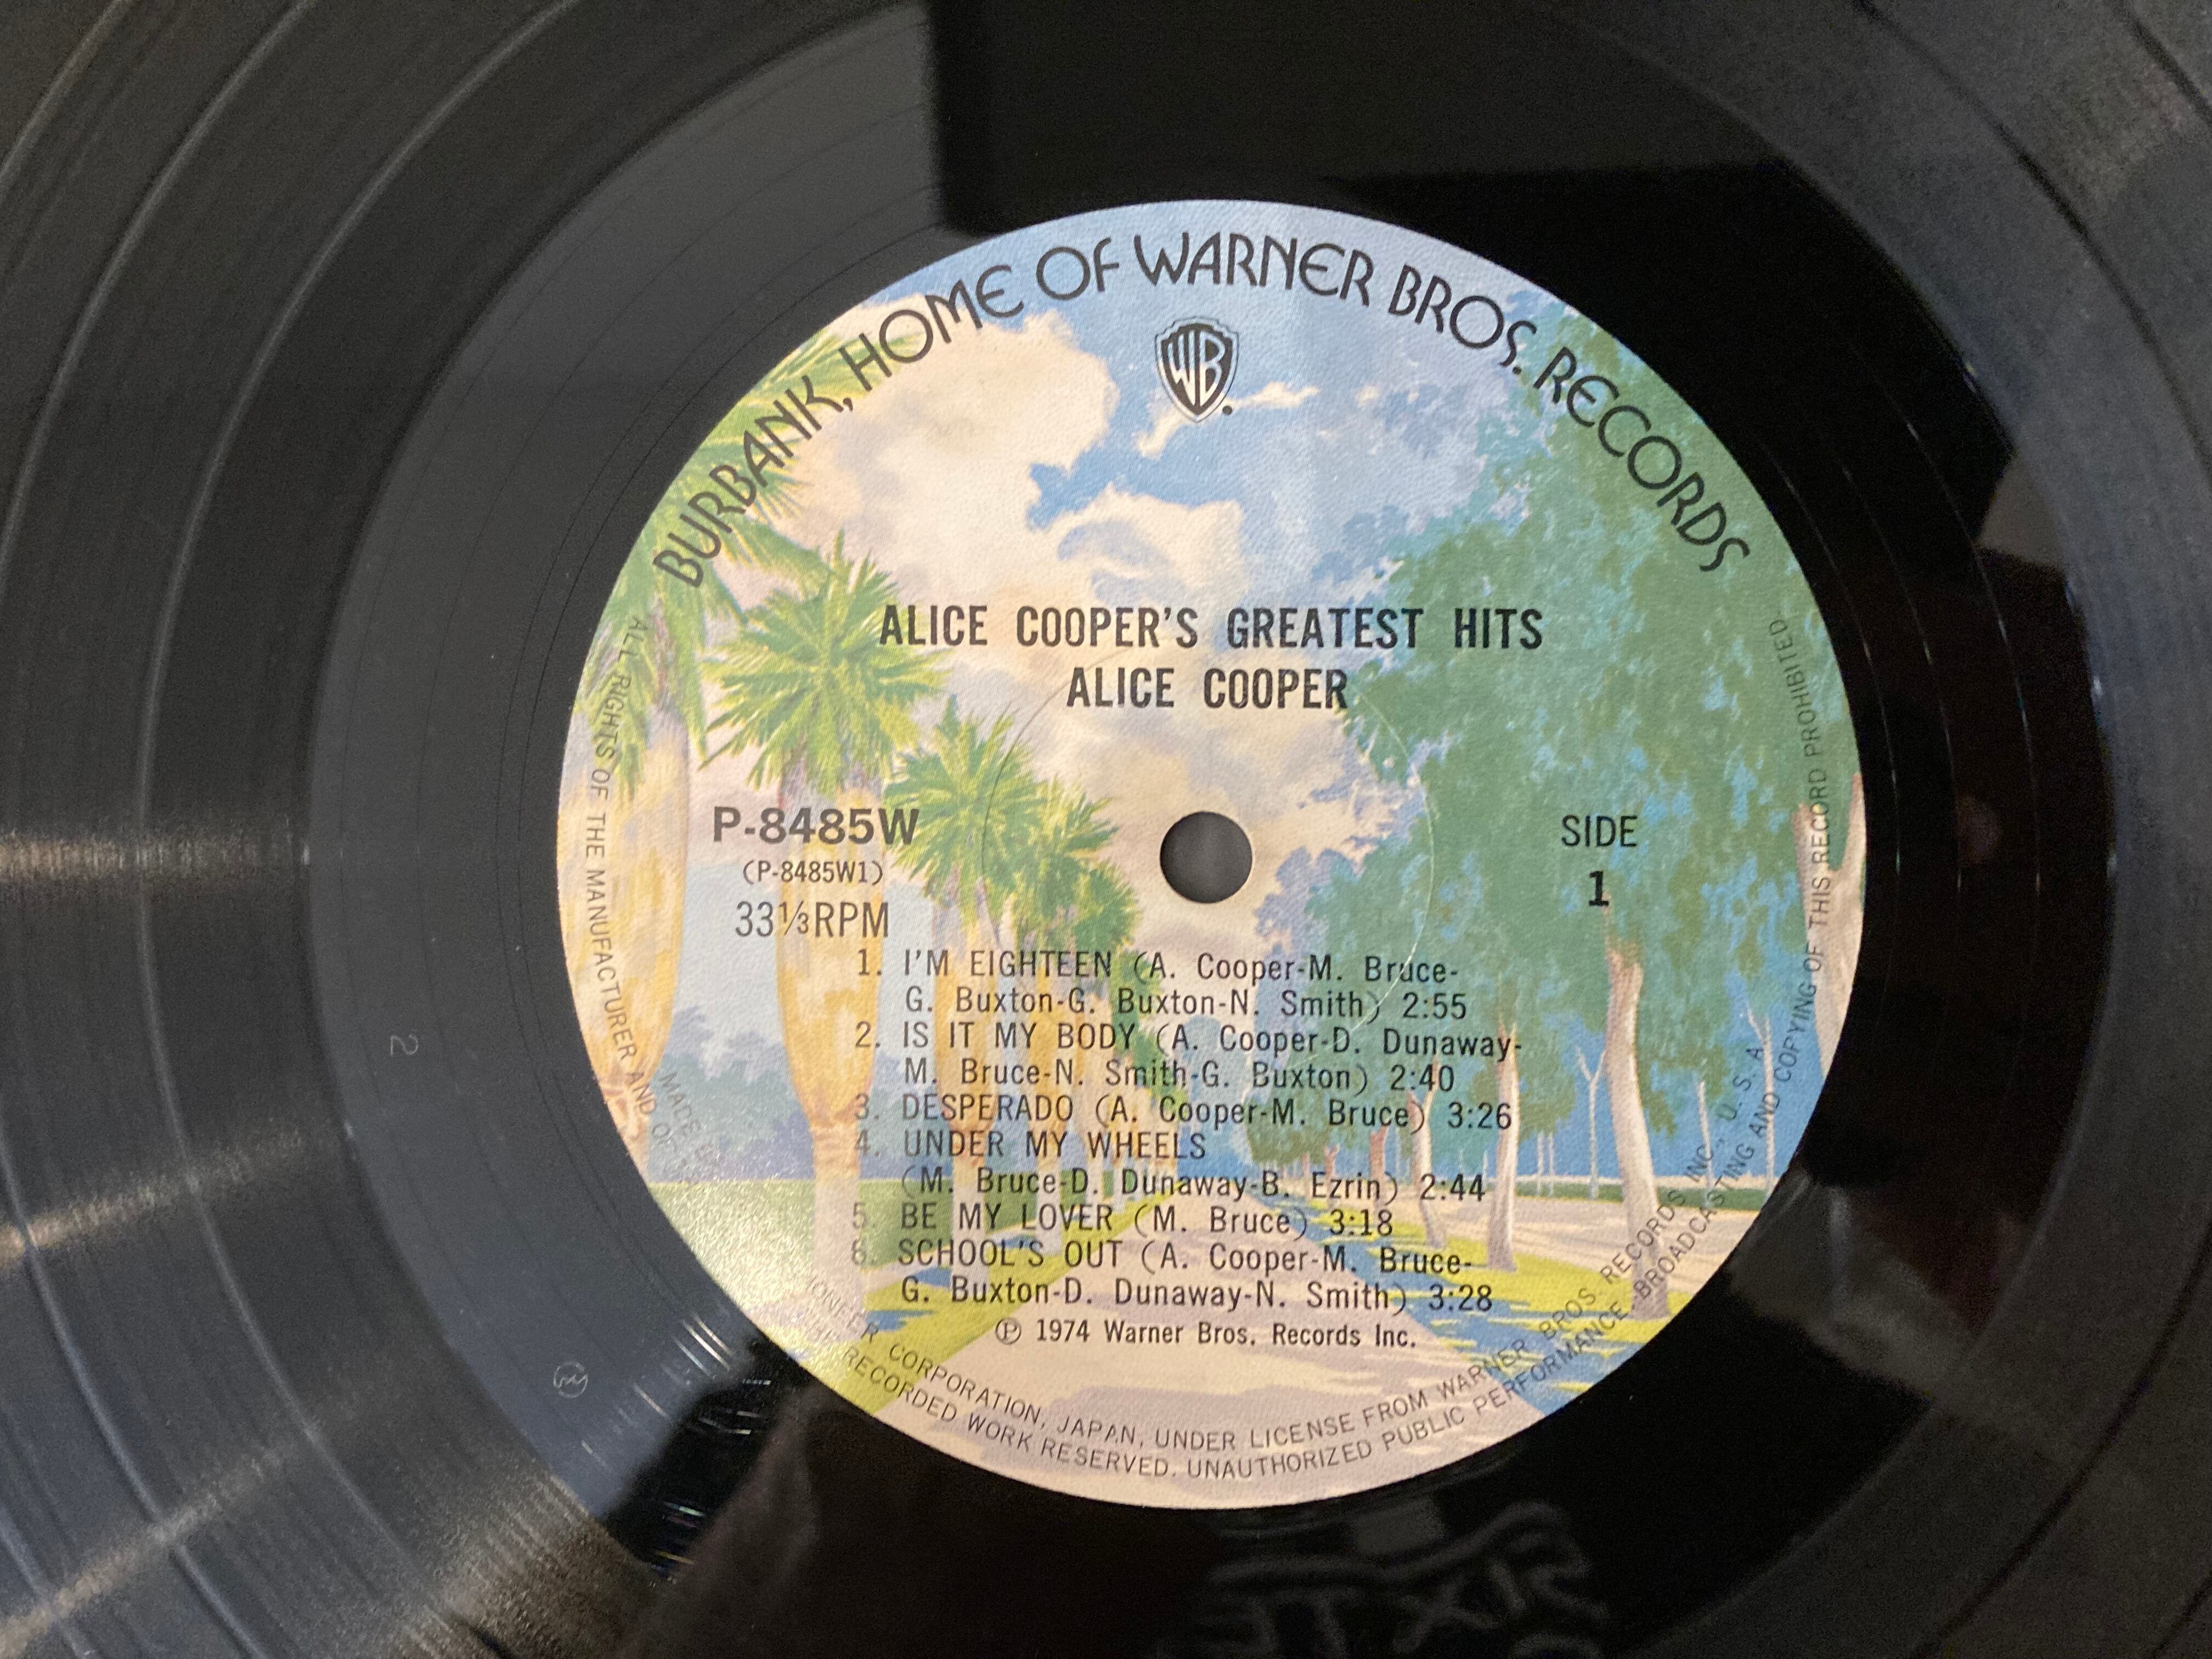 BURBANK, HOME OF WARNER BROS. RECORDS
WB
ALICE COOPER'S GREATEST HITS
ALICE COOPER
P-8485W
(P-8485W1)
33⅓RPM
SIDE
1
1. I'M EIGHTEEN (A. Cooper-M. Bruce-
G. Buxton-G. Buxton-N. Smith) 2:55
2. IS IT MY BODY (A. Cooper-D. Dunaway-
M. Bruce-N. Smith-G. Buxton) 2:40
3. DESPERADO (A. Cooper-M. Bruce) 3:26
4. UNDER MY WHEELS
(M. Bruce-D. Dunaway-B. Ezrin) 2:44
5. BE MY LOVER (M. Bruce) 3:18
6. SCHOOL'S OUT (A. Cooper-M. Bruce-
G. Buxton-D. Dunaway-N. Smith) 3:28
Ⓟ 1974 Warner Bros. Records Inc.
MADE CORPORATION, JAPAN, UNDER LICENSE FROM WARNER BROS. RECORDS INC., U.S.A.
ALL RIGHTS OF THE MANUFACTURER AND OF RECORDED WORK RESERVED. UNAUTHORIZED PUBLIC PERFORMANCE, BROADCASTING AND COPYING OF THIS RECORD PROHIBITED.
2